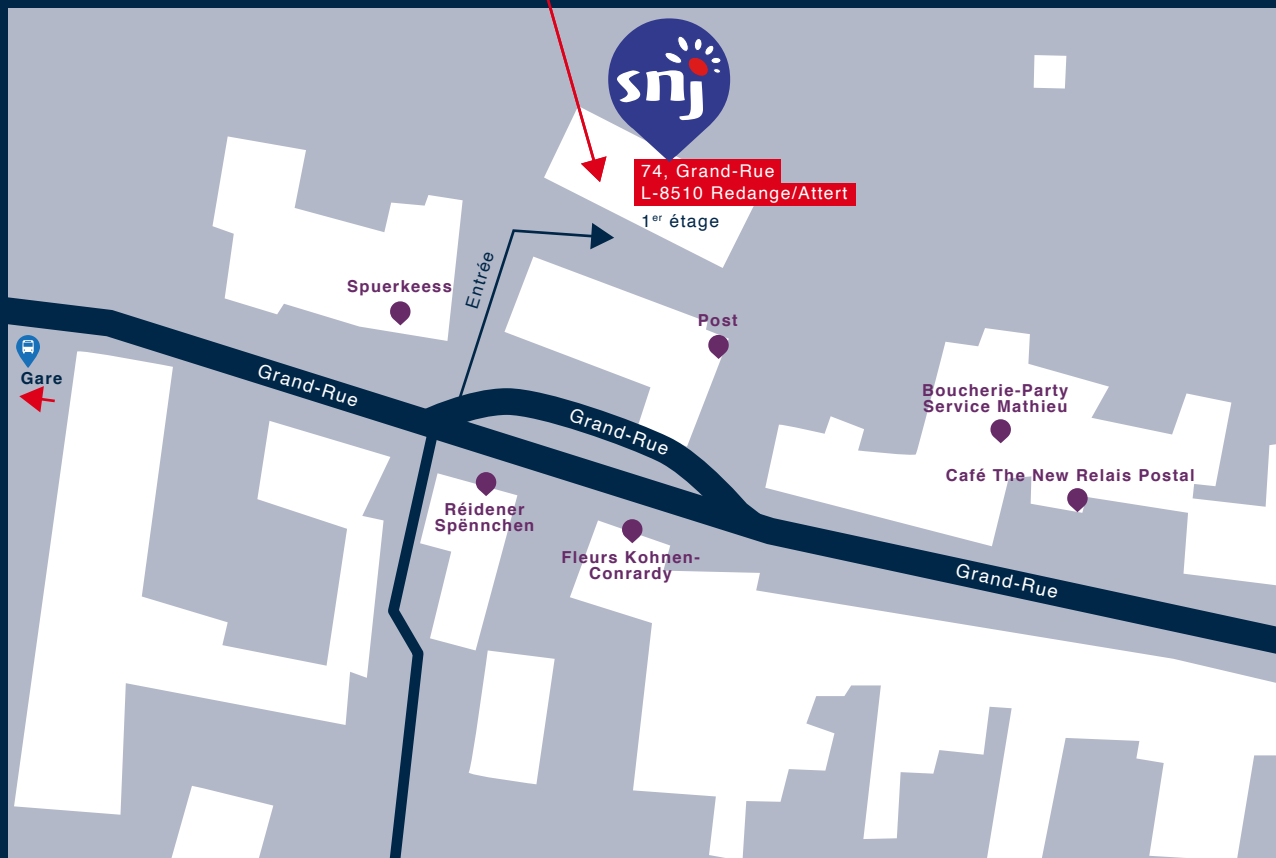 snj
74, Grand-Rue
L-8510 Redange/Attert
1er étage
Entrée
Spuerkeess
Post
Gare
Grand-Rue
Grand-Rue
Boucherie-Party
Service Mathieu
Café The New Relais Postal
Réidener
Spënnchen
Fleurs Kohnen-
Conrardy
Grand-Rue